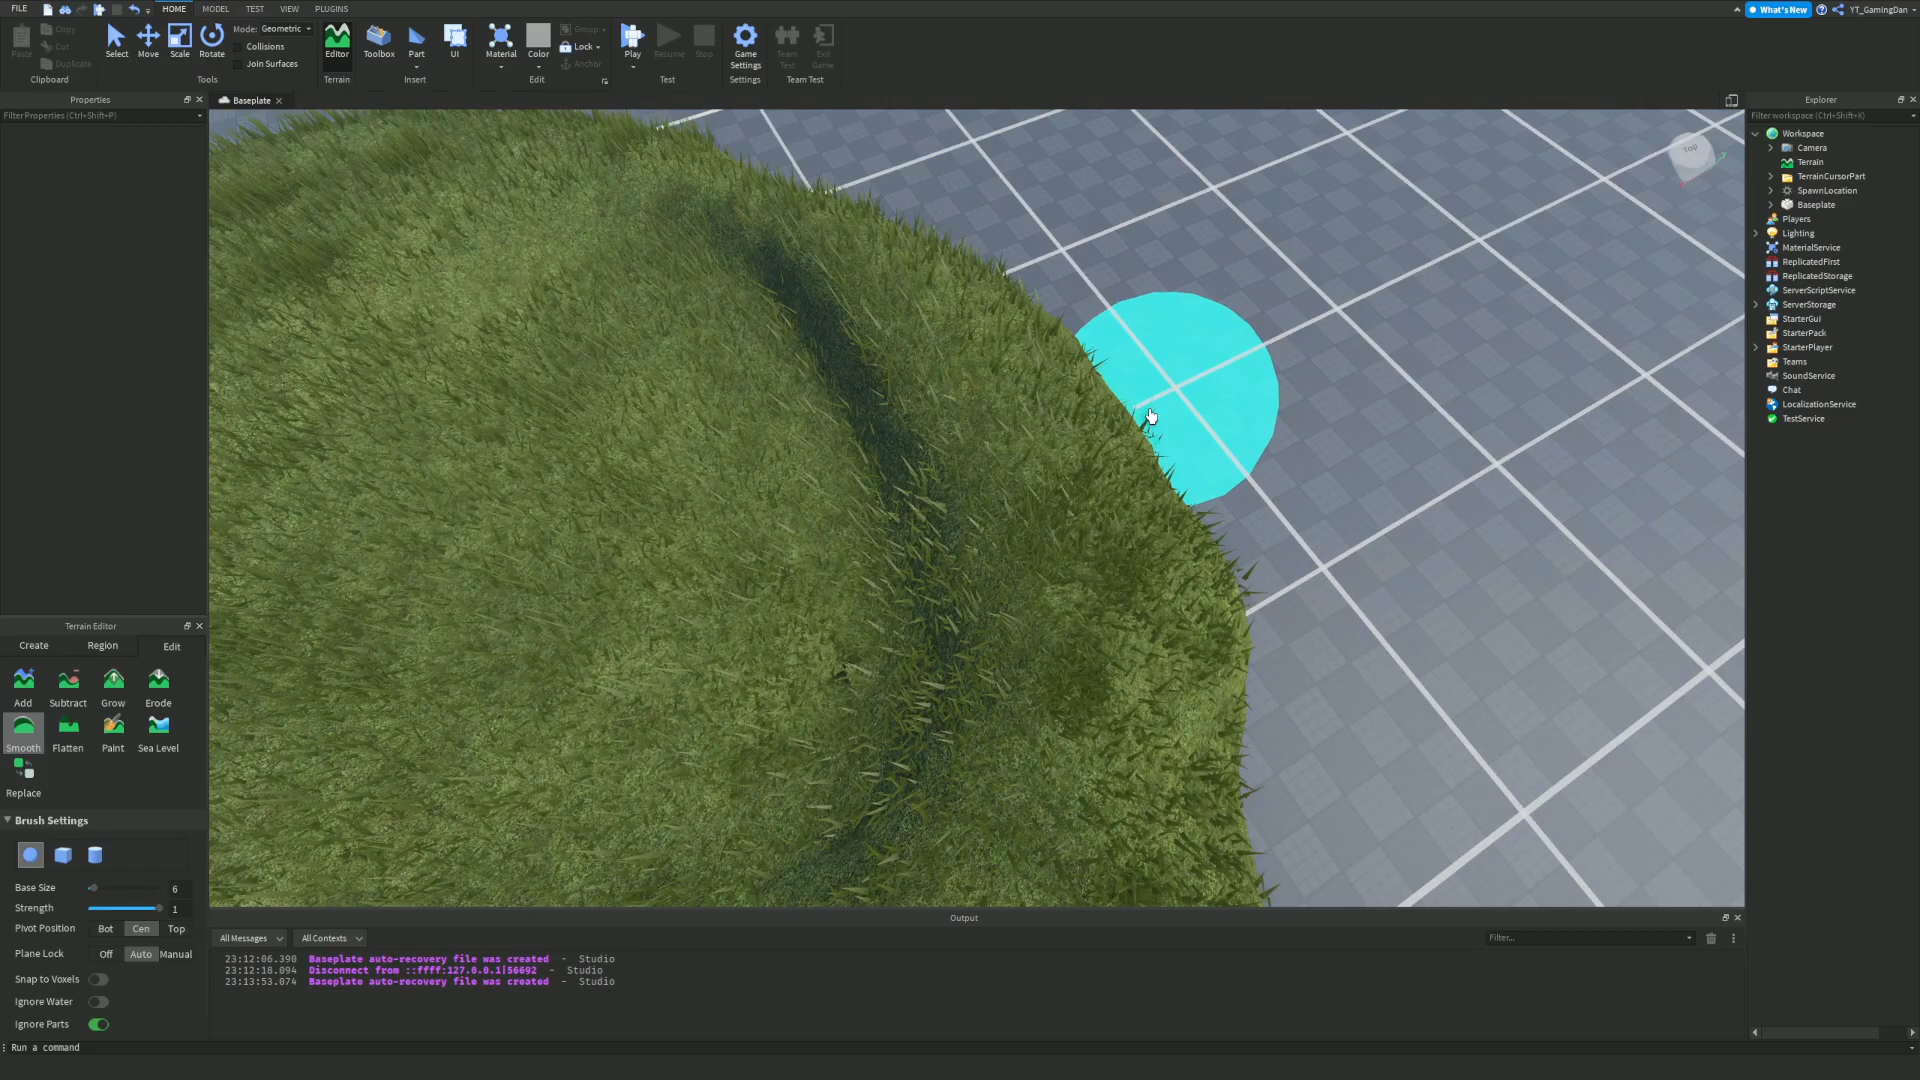 FILE
HOME
MODEL
TEST
VIEW
PLUGINS
What's New
YT_GamingDan
Paste
Copy
Cut
Duplicate
Clipboard
Select
Move
Scale
Rotate
Mode: Geometric
Collisions
Join Surfaces
Tools
Editor
Terrain
Toolbox
Part
UI
Insert
Material
Color
Group
Lock
Anchor
Edit
Play
Resume
Stop
Test
Game Settings
Settings
Team Test
Exit Game
Team Test
Properties
Filter Properties (Ctrl+Shift+P)
Baseplate
Top
Y
Explorer
Filter workspace (Ctrl+Shift+X)
Workspace
Camera
Terrain
TerrainCursorPart
SpawnLocation
Baseplate
Players
Lighting
MaterialService
ReplicatedFirst
ReplicatedStorage
ServerScriptService
ServerStorage
StarterGui
StarterPack
StarterPlayer
Teams
SoundService
Chat
LocalizationService
TestService
Terrain Editor
Create
Region
Edit
Add
Subtract
Grow
Erode
Smooth
Flatten
Paint
Sea Level
Replace
Brush Settings
Base Size 6
Strength 1
Pivot Position Bot Cen Top
Plane Lock Off Auto Manual
Snap to Voxels
Ignore Water
Ignore Parts
Output
All Messages
All Contexts
Filter...
23:12:06.390 Baseplate auto-recovery file was created - Studio
23:12:18.094 Disconnect from ::ffff:127.0.0.1|56692 - Studio
23:13:53.074 Baseplate auto-recovery file was created - Studio
Run a command